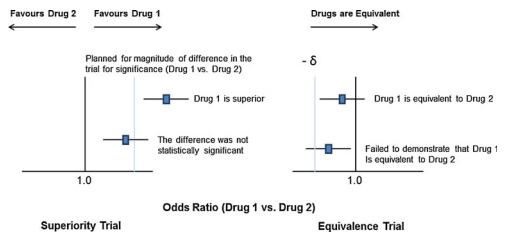 Favours Drug 2
Favours Drug 1
Drugs are Equivalent
Planned for magnitude of difference in the
trial for significance (Drug 1 vs. Drug 2)
- δ
Drug 1 is superior
Drug 1 is equivalent to Drug 2
The difference was not
statistically significant
Failed to demonstrate that Drug 1
Is equivalent to Drug 2
1.0
1.0
Odds Ratio (Drug 1 vs. Drug 2)
Superiority Trial
Equivalence Trial